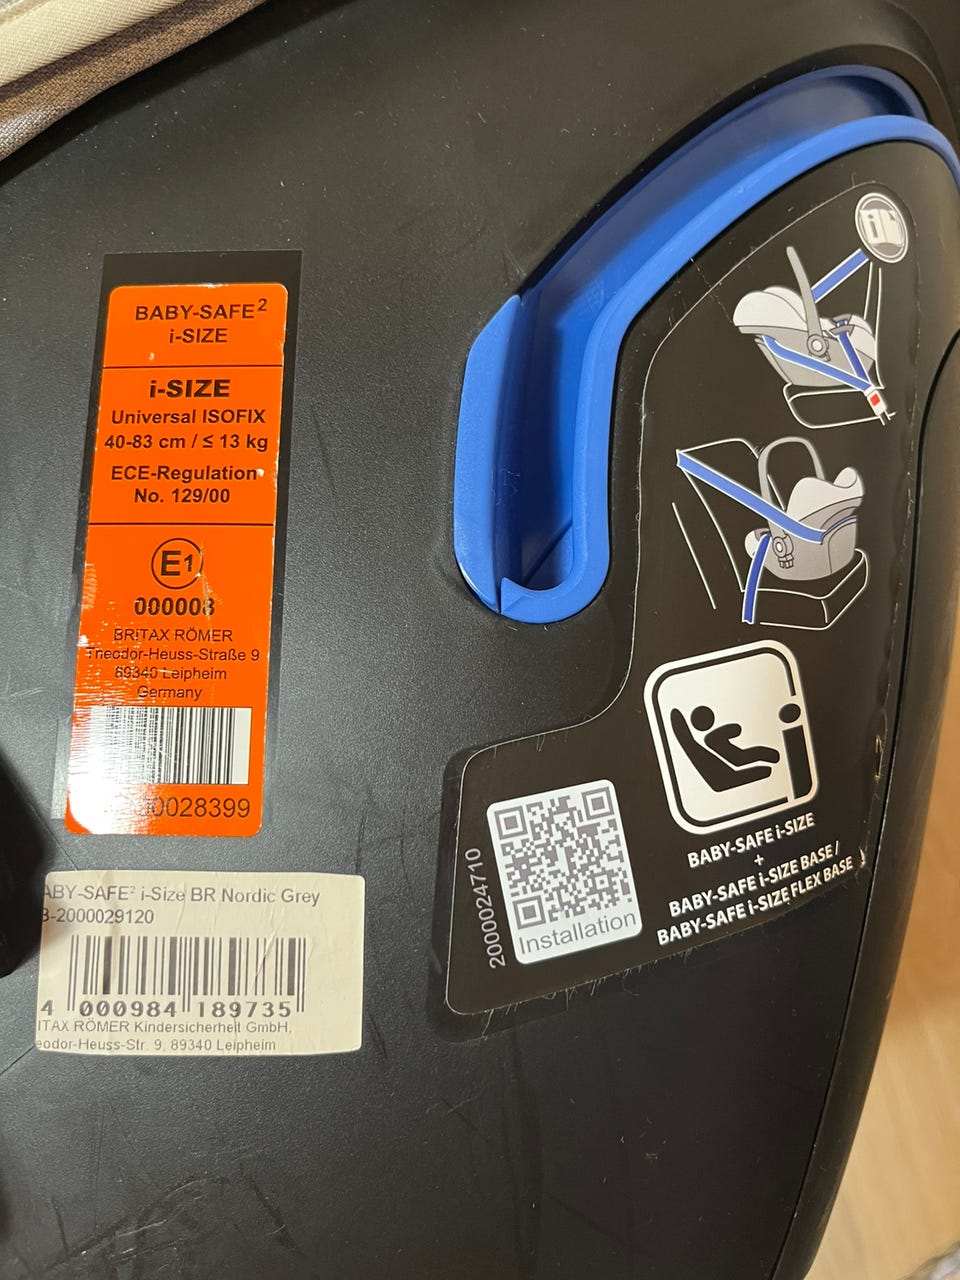 BABY-SAFE²
i-SIZE
i-SIZE
Universal ISOFIX
40-83 cm / ≤ 13 kg
ECE-Regulation
No. 129/00
E1
000008
BRITAX RÖMER
Theodor-Heuss-Straße 9
89340 Leipheim
Germany
0028399
ABY-SAFE² i-Size BR Nordic Grey
-2000029120
4 000984 189735
ITAX RÖMER Kindersicherheit GmbH,
eodor-Heuss-Str. 9, 89340 Leipheim
2000024710
Installation
BABY-SAFE i-SIZE
+
BABY-SAFE i-SIZE BASE /
BABY-SAFE i-SIZE FLEX BASE